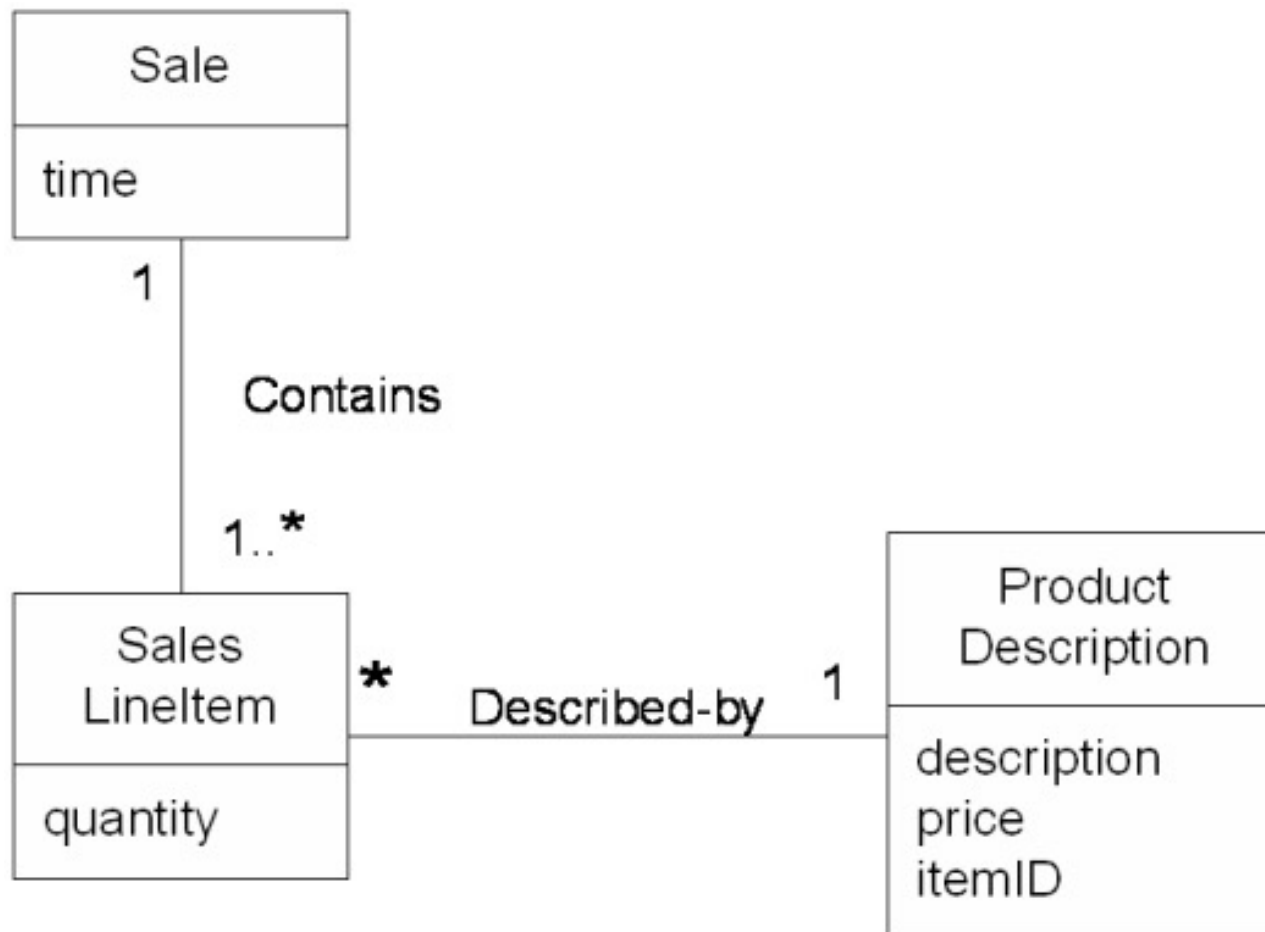 Sale
time
1
Contains
1..*
Sales
LineItem
quantity
*
Described-by
1
Product
Description
description
price
itemID